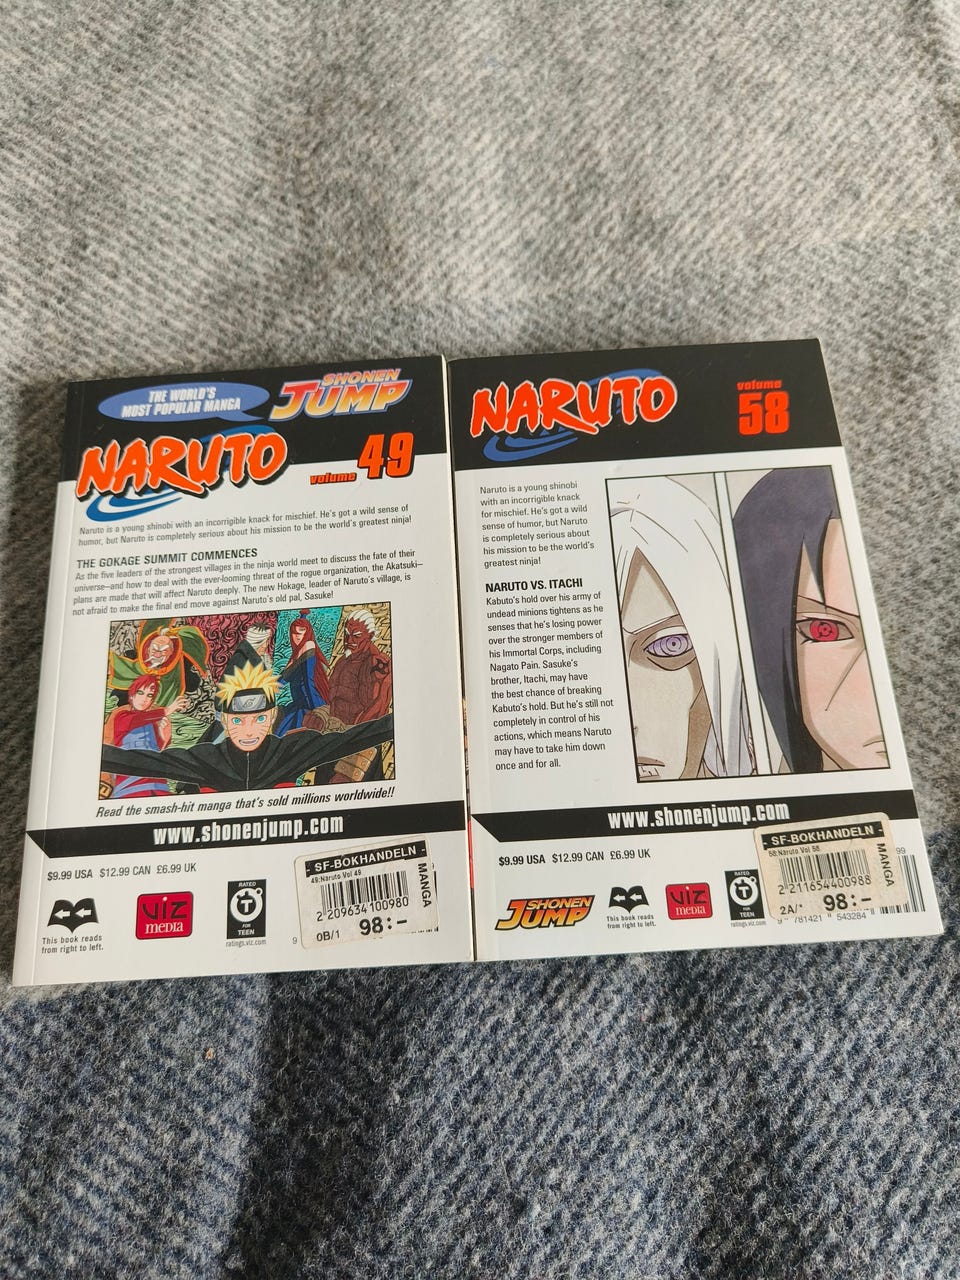 THE WORLD'S
MOST POPULAR MANGA
SHONEN
JUMP
NARUTO
volume 49
Naruto is a young shinobi with an incorrigible knack for mischief. He's got a wild sense of
humor, but Naruto is completely serious about his mission to be the world's greatest ninja!
THE GOKAGE SUMMIT COMMENCES
As the five leaders of the strongest villages in the ninja world meet to discuss the fate of their
universe—and how to deal with the ever-looming threat of the rogue organization, the Akatsuki—
plans are made that will affect Naruto deeply. The new Hokage, leader of Naruto's village, is
not afraid to make the final end move against Naruto's old pal, Sasuke!
Read the smash-hit manga that's sold millions worldwide!!
www.shonenjump.com
$9.99 USA $12.99 CAN £6.99 UK
This book reads
from right to left.
VIZ
MEDIA
RATED
T
FOR
TEEN
ratings.viz.com
SF-BOKHANDELN
49:Naruto Vol 49
MANGA
2 209634 100980
0B/1 98:-
9
NARUTO
volume
58
Naruto is a young shinobi
with an incorrigible knack
for mischief. He's got a wild
sense of humor, but Naruto
is completely serious about
his mission to be the world's
greatest ninja!
NARUTO VS. ITACHI
Kabuto's hold over his army of
undead minions tightens as he
senses that he's losing power
over the stronger members of
his Immortal Corps, including
Nagato Pain. Sasuke's
brother, Itachi, may have
the best chance of breaking
Kabuto's hold. But he's still not
completely in control of his
actions, which means Naruto
may have to take him down
once and for all.
www.shonenjump.com
$9.99 USA $12.99 CAN £6.99 UK
SHONEN
JUMP
This book reads
from right to left.
VIZ
MEDIA
RATED
T
FOR
TEEN
ratings.viz.com
SF-BOKHANDELN
58:Naruto Vol 58
MANGA
2 211654 400988
2A/* 98:-
99
9 781421 543284